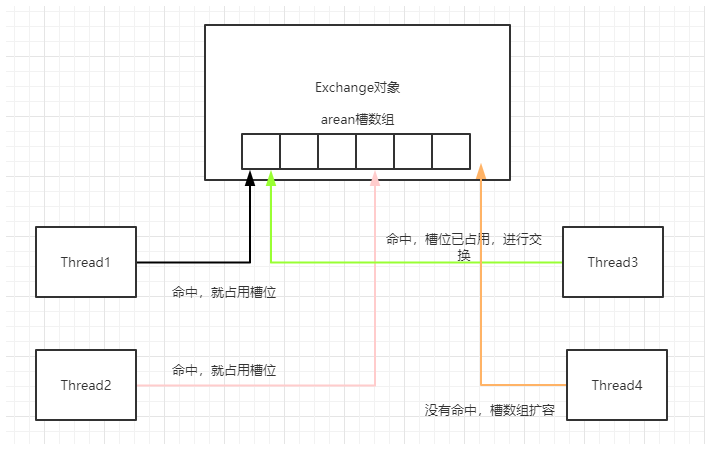 Exchange对象
arean槽数组
命中，槽位已占用，进行交
换
Thread1
Thread3
命中，就占用槽位
命中，就占用槽位
Thread2
Thread4
没有命中，槽数组扩容